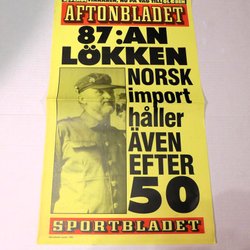 AFTONBLADET
87:AN
LÖKKEN
NORSK
import
håller
ÄVEN
EFTER
50
SPORTBLADET